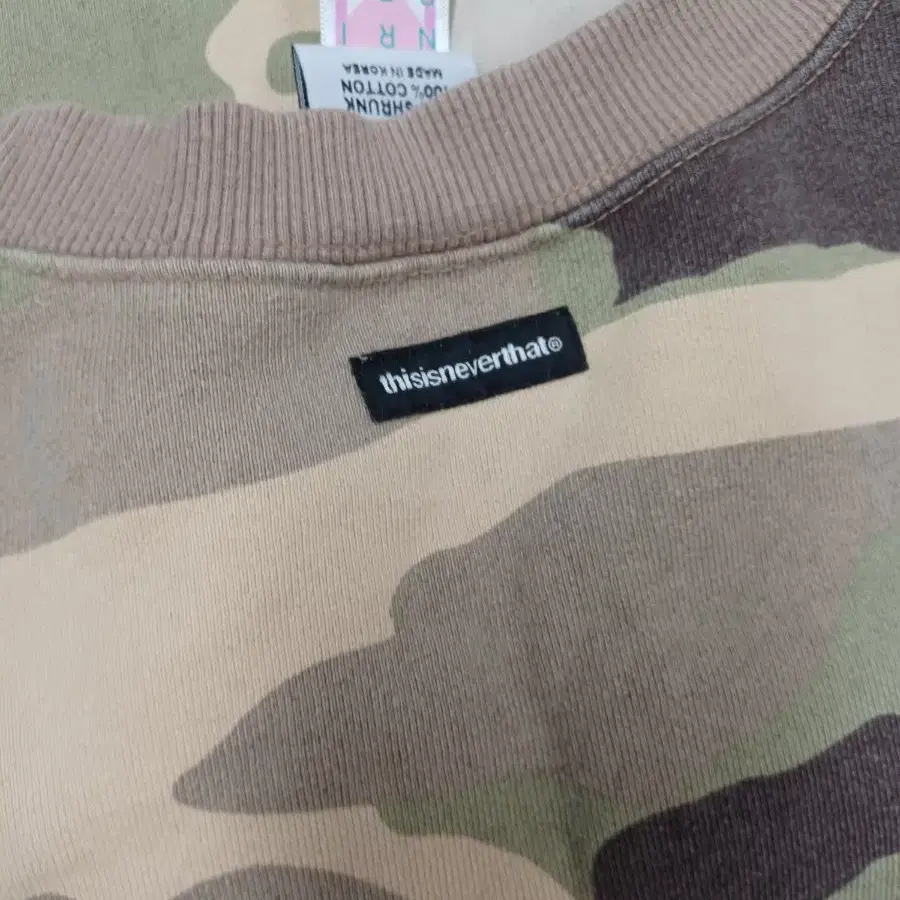 thisisneverthat®
SHRUNK
100% COTTON
MADE IN KOREA